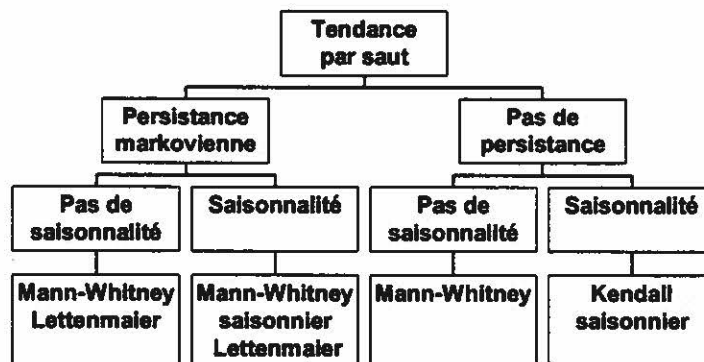 Tendance
par saut
Persistance
markovienne
Pas de
persistance
Pas de
saisonnalité
Saisonnalité
Pas de
saisonnalité
Saisonnalité
Mann-Whitney
Lettenmaier
Mann-Whitney
saisonnier
Lettenmaier
Mann-Whitney
Kendall
saisonnier